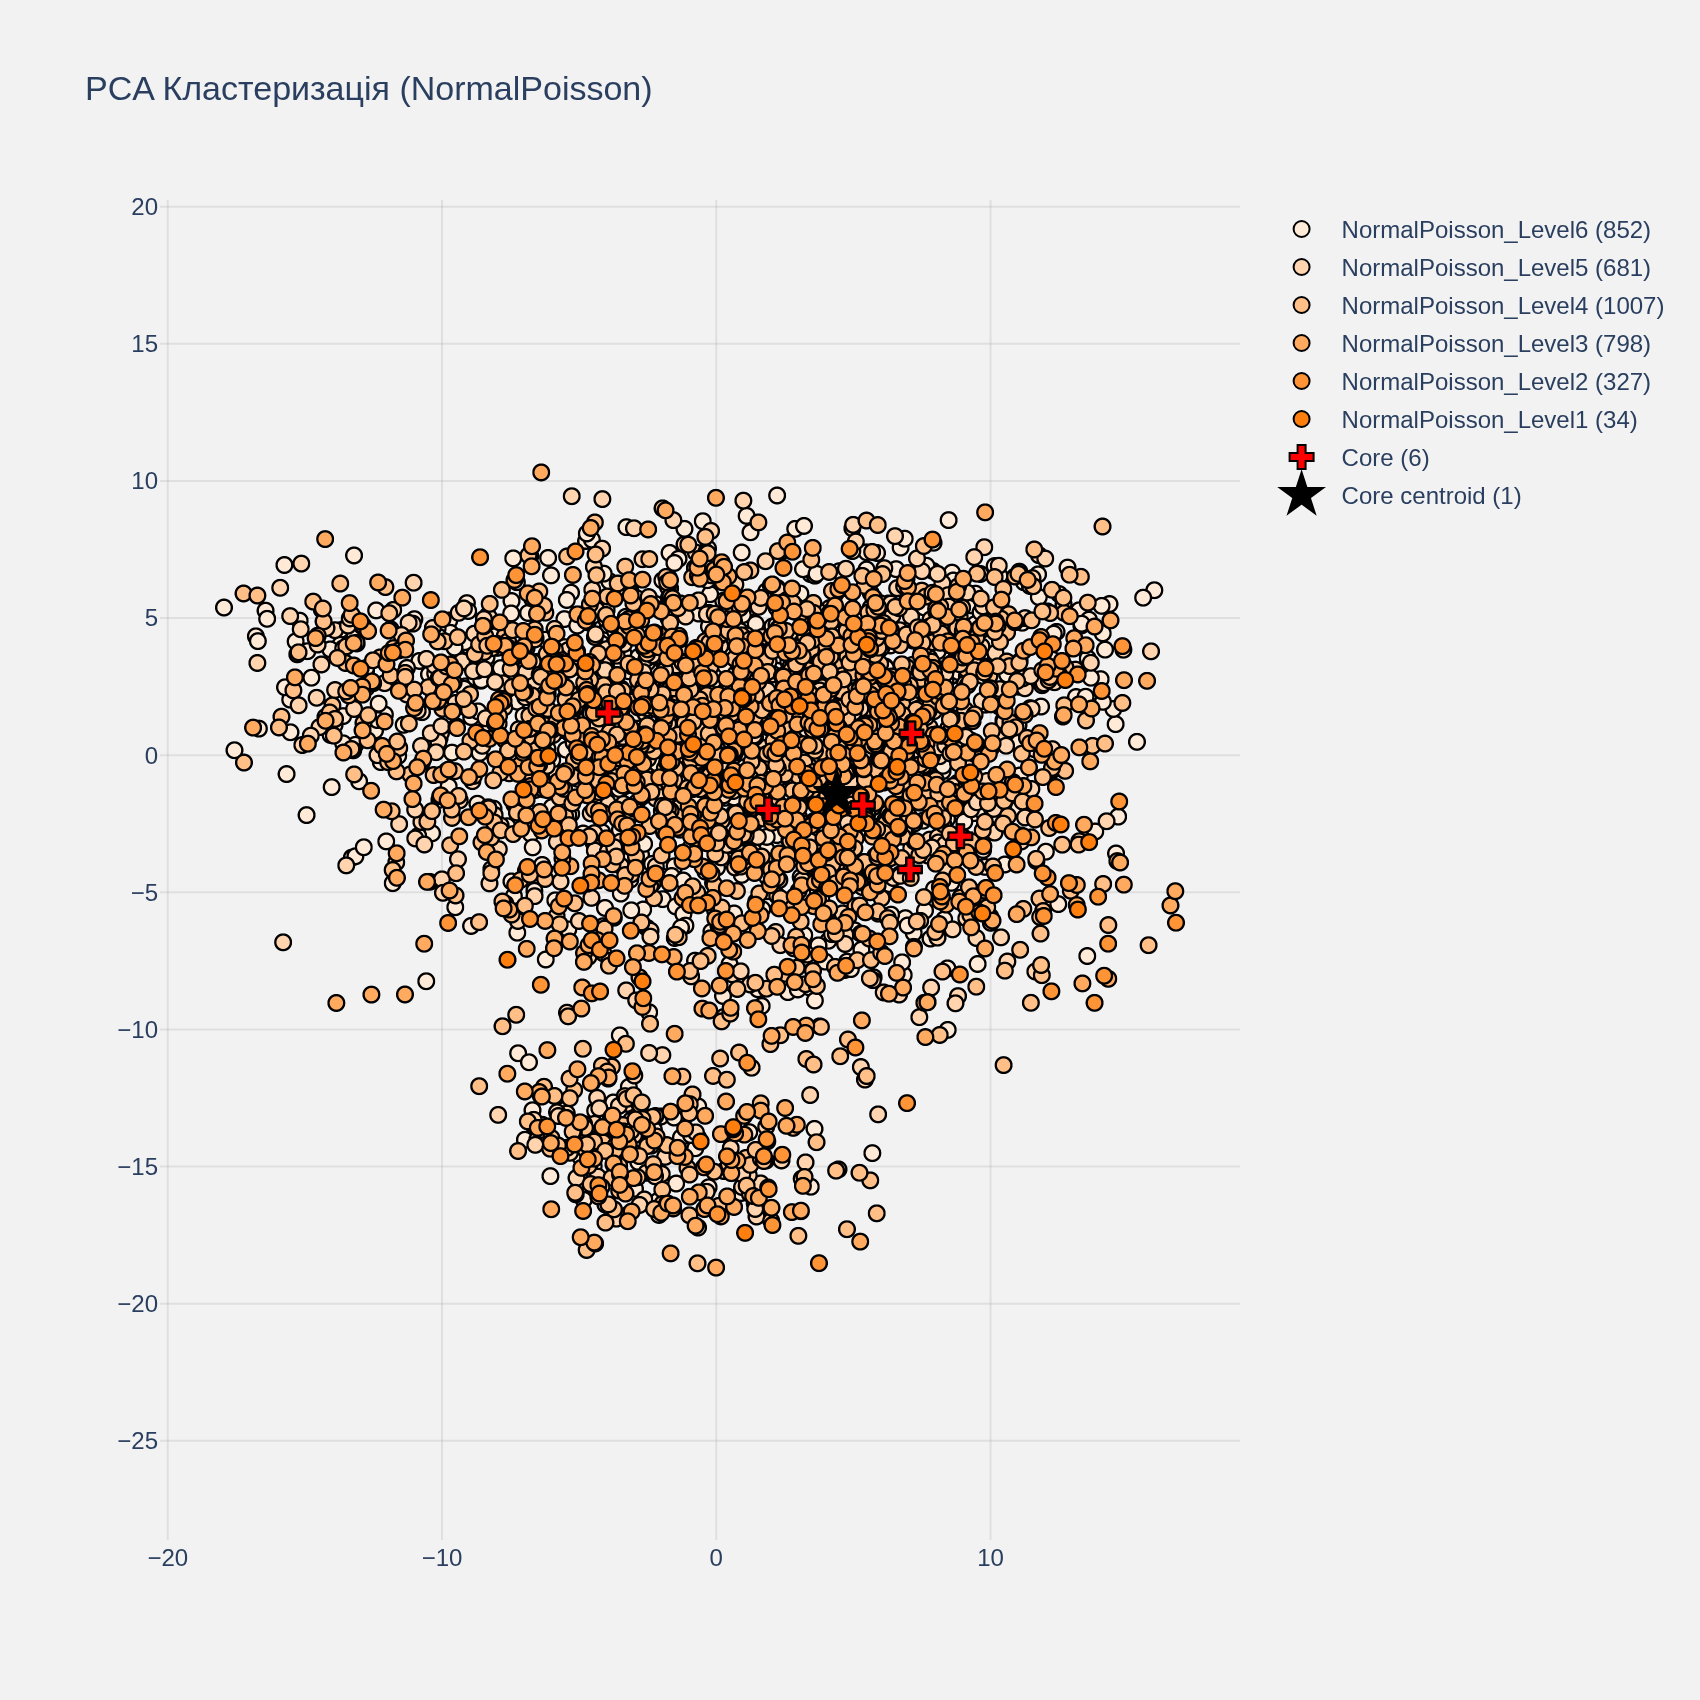 PCA Кластеризація (NormalPoisson)
20
15
10
5
0
−5
−10
−15
−20
−25
−20
−10
0
10
NormalPoisson_Level6 (852)
NormalPoisson_Level5 (681)
NormalPoisson_Level4 (1007)
NormalPoisson_Level3 (798)
NormalPoisson_Level2 (327)
NormalPoisson_Level1 (34)
Core (6)
Core centroid (1)